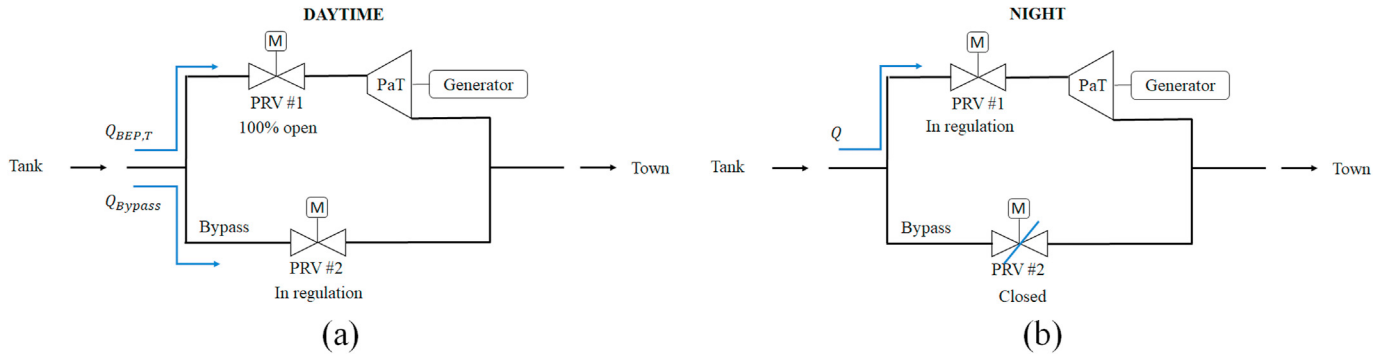 DAYTIME
M
PRV #1
100% open
PaT
Generator
Q_{BEP,T}
Tank
Town
Q_{Bypass}
Bypass
M
PRV #2
In regulation
(a)
NIGHT
M
PRV #1
In regulation
PaT
Generator
Q
Tank
Town
Bypass
M
PRV #2
Closed
(b)